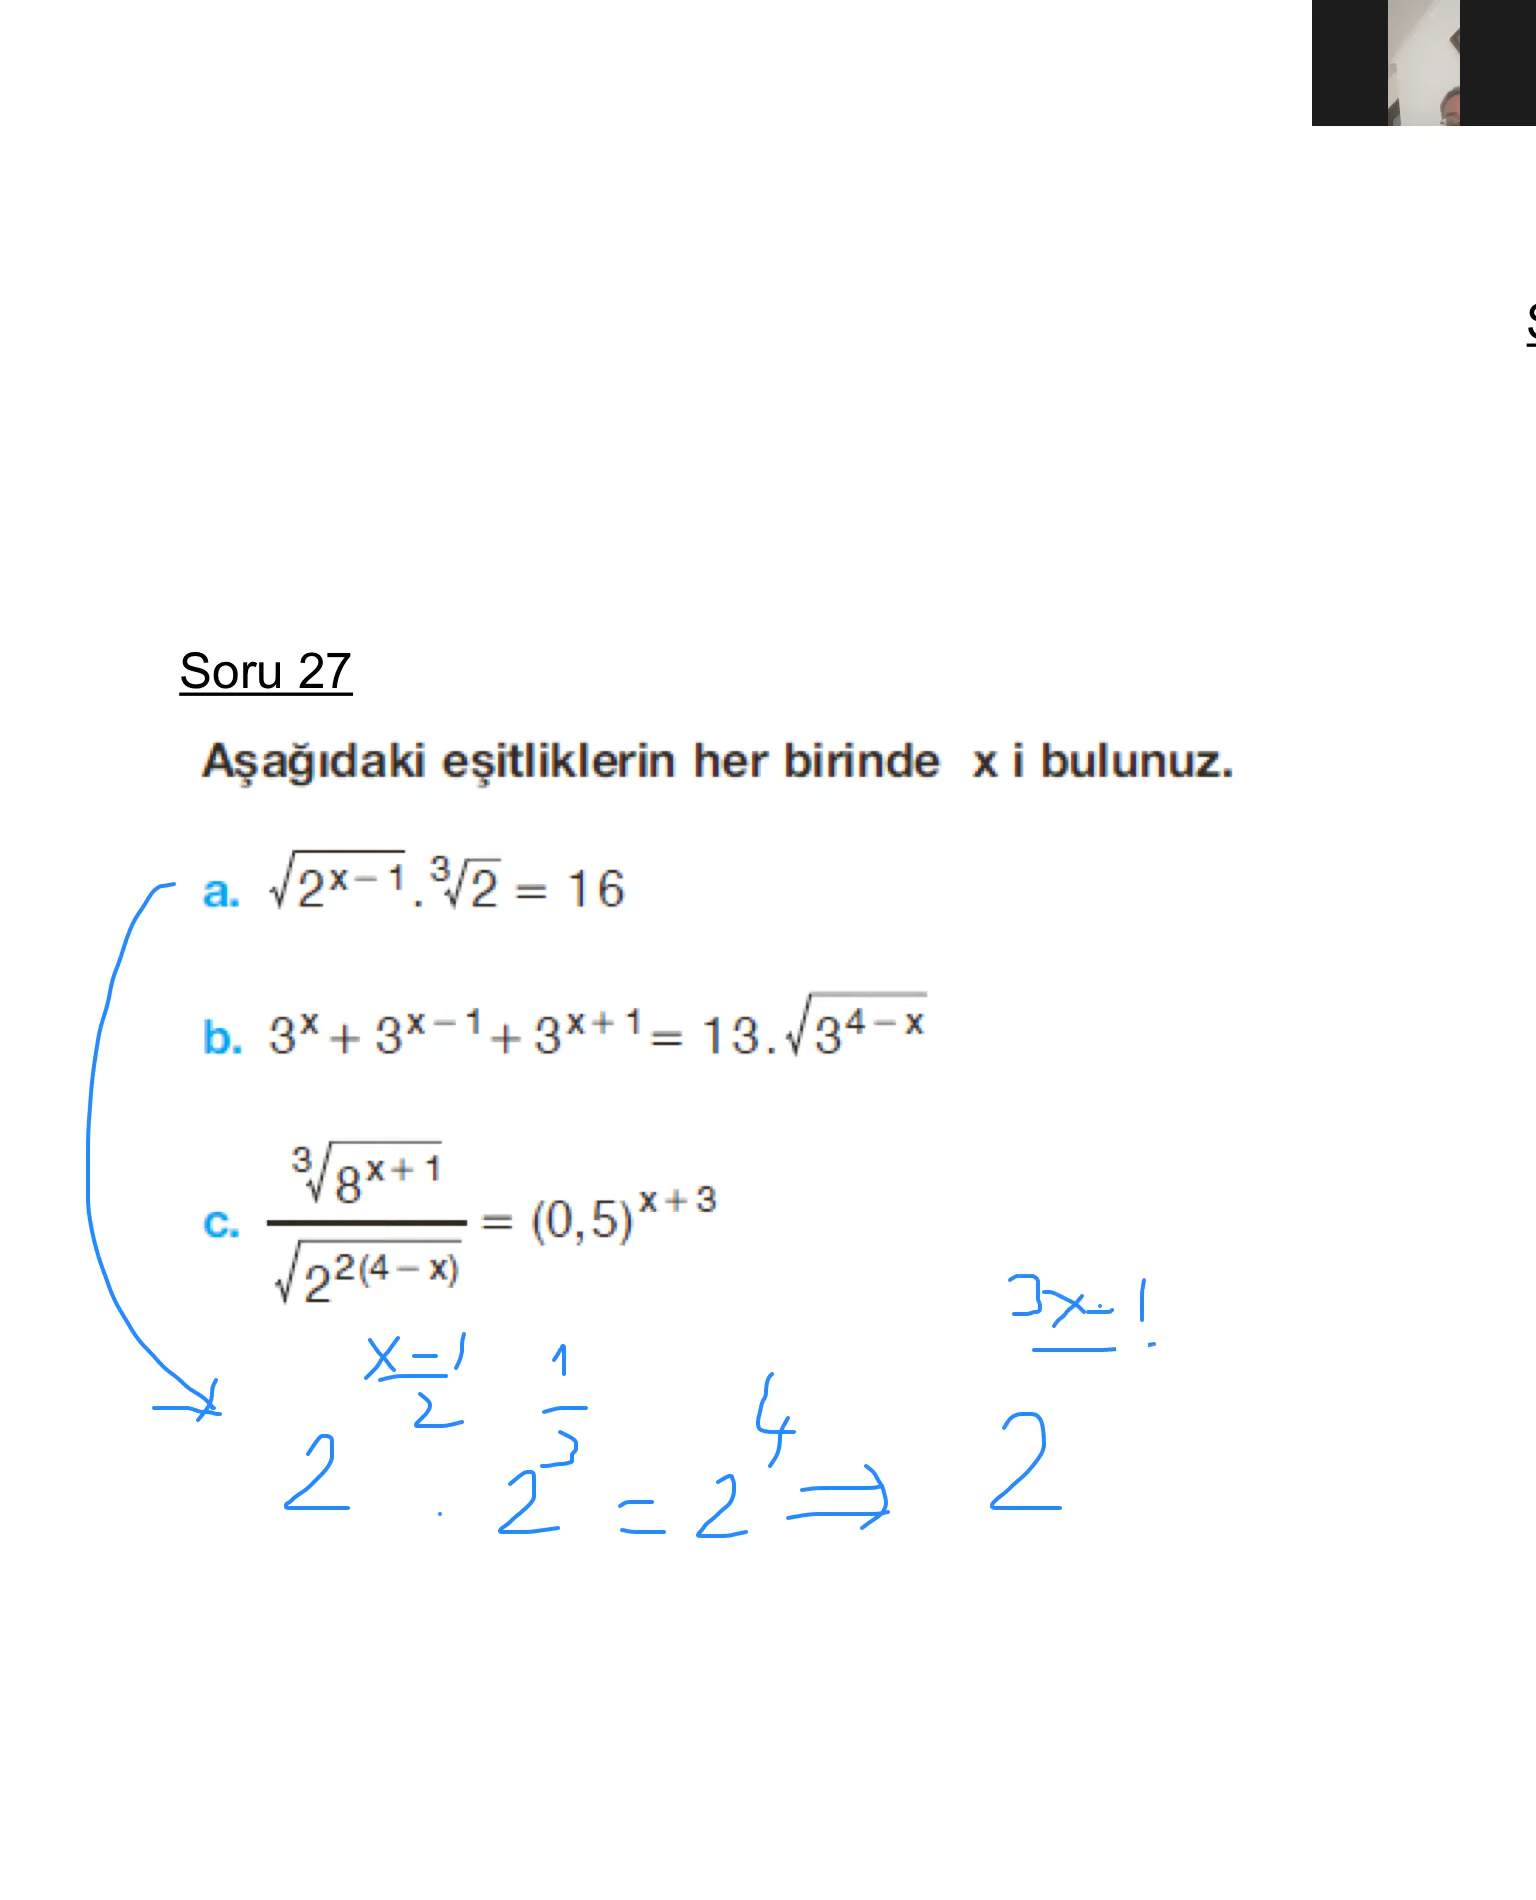 Soru 27
Aşağıdaki eşitliklerin her birinde x i bulunuz.
a. √(2^(x-1)) . ³√2 = 16
b. 3^x + 3^(x-1) + 3^(x+1) = 13.√(3^(4-x))
c. ³√(8^(x+1)) / √(2^(2(4-x))) = (0,5)^(x+3)
2^((x-1)/2) . 2^(1/3) = 2^4 ⇒ 2^(3x-1